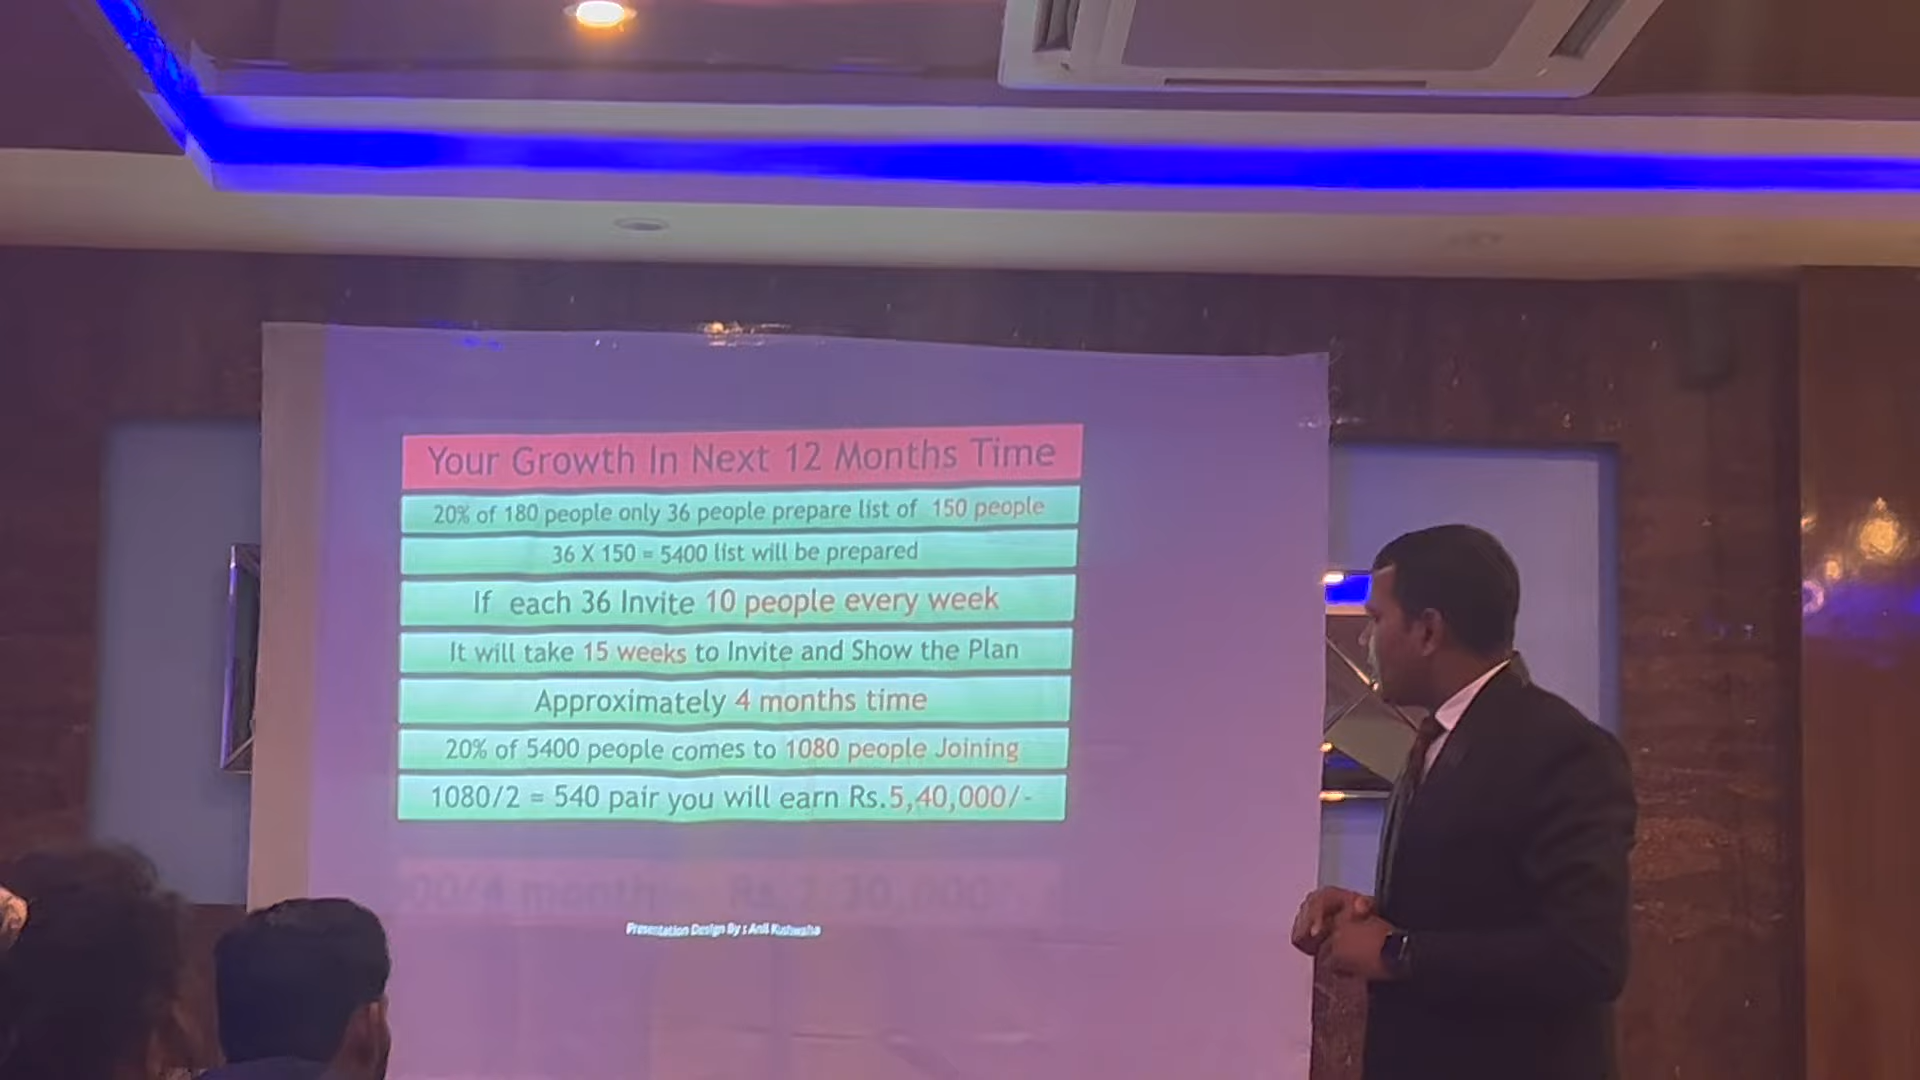 Your Growth In Next 12 Months Time
20% of 180 people only 36 people prepare list of 150 people
36 X 150 = 5400 list will be prepared
If each 36 Invite 10 people every week
It will take 15 weeks to Invite and Show the Plan
Approximately 4 months time
20% of 5400 people comes to 1080 people Joining
1080/2 = 540 pair you will earn Rs.5,40,000/-
00/4 month
Presentation Design By : Anil Kushwaha